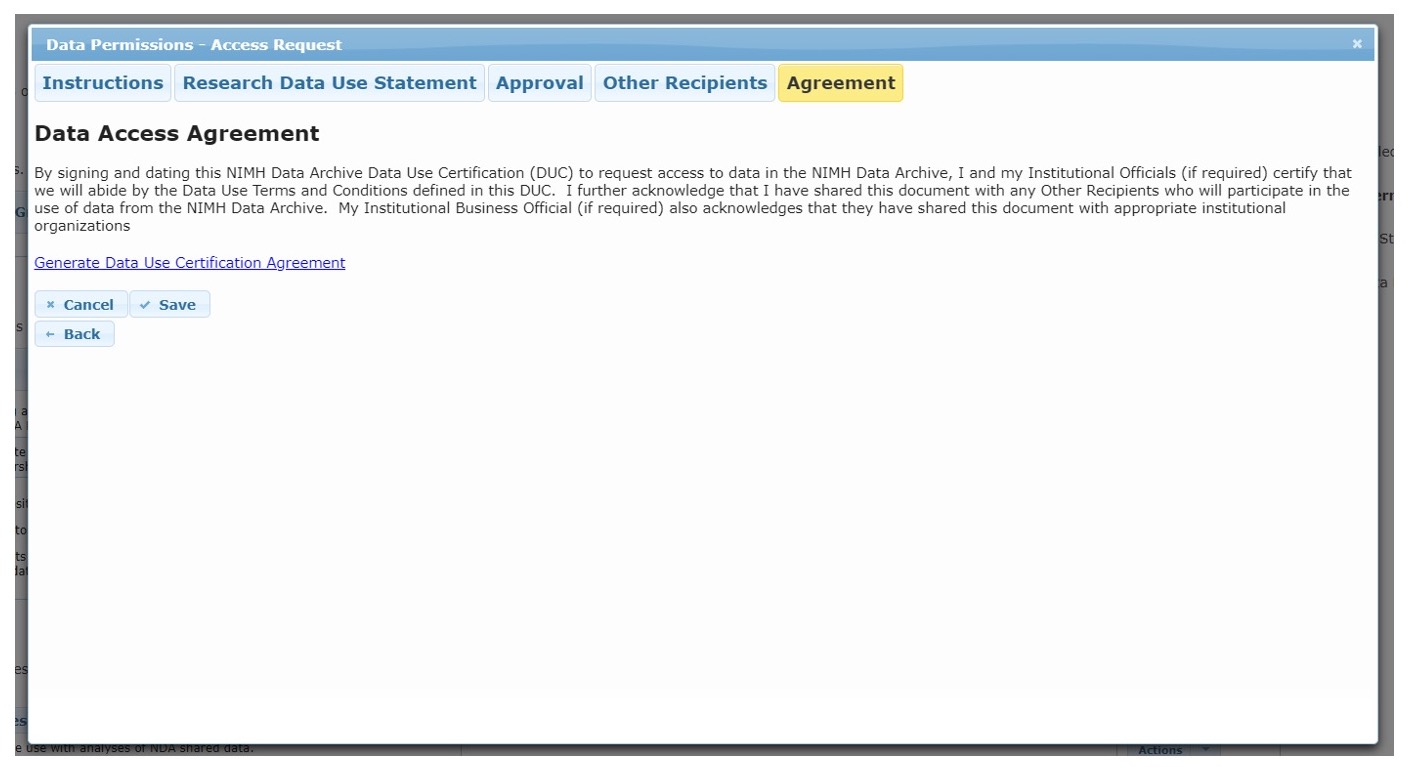 Data Permissions - Access Request
Instructions
Research Data Use Statement
Approval
Other Recipients
Agreement
Data Access Agreement
By signing and dating this NIMH Data Archive Data Use Certification (DUC) to request access to data in the NIMH Data Archive, I and my Institutional Officials (if required) certify that
we will abide by the Data Use Terms and Conditions defined in this DUC.  I further acknowledge that I have shared this document with any Other Recipients who will participate in the
use of data from the NIMH Data Archive.  My Institutional Business Official (if required) also acknowledges that they have shared this document with appropriate institutional
organizations
Generate Data Use Certification Agreement
Cancel
Save
Back
use with analyses of NDA shared data.
Actions